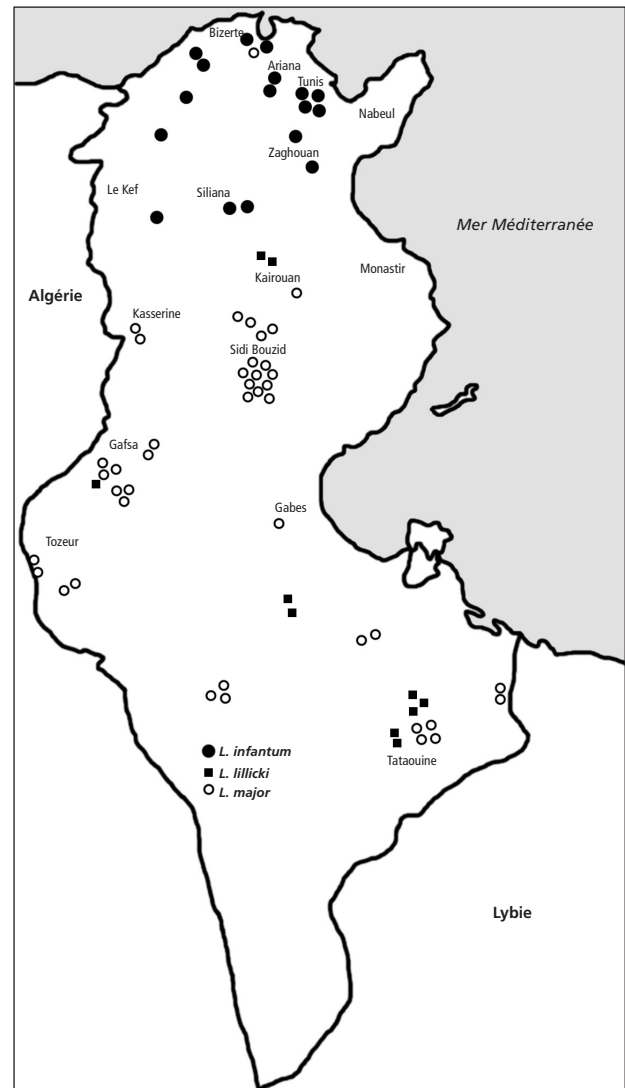 Bizerte
Ariana
Tunis
Nabeul
Zaghouan
Le Kef
Siliana
Mer Méditerranée
Kairouan
Monastir
Algérie
Kasserine
Sidi Bouzid
Gafsa
Gabes
Tozeur
L. infantum
L. lillicki
L. major
Tataouine
Lybie